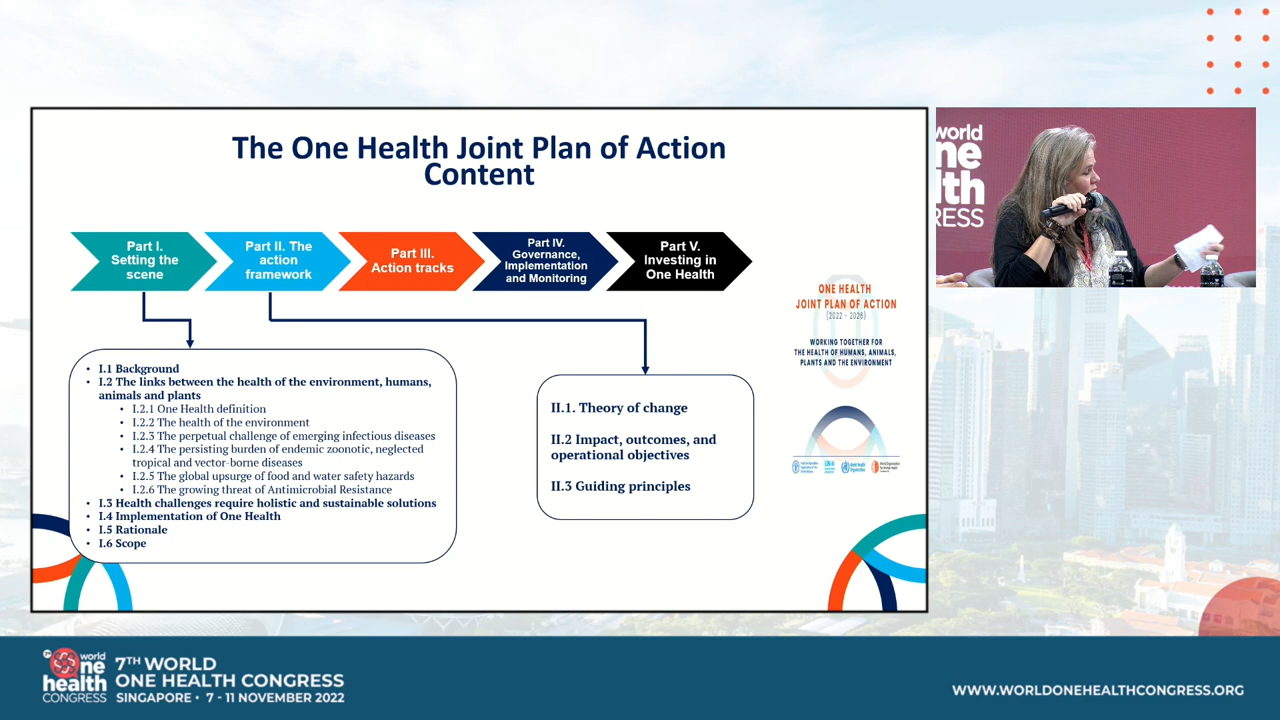 The One Health Joint Plan of Action
Content
Part I.
Setting the
scene
Part II. The
action
framework
Part III.
Action tracks
Part IV.
Governance,
Implementation
and Monitoring
Part V.
Investing in
One Health
• I.1 Background
• I.2 The links between the health of the environment, humans,
animals and plants
• I.2.1 One Health definition
• I.2.2 The health of the environment
• I.2.3 The perpetual challenge of emerging infectious diseases
• I.2.4 The persisting burden of endemic zoonotic, neglected
tropical and vector-borne diseases
• I.2.5 The global upsurge of food and water safety hazards
• I.2.6 The growing threat of Antimicrobial Resistance
• I.3 Health challenges require holistic and sustainable solutions
• I.4 Implementation of One Health
• I.5 Rationale
• I.6 Scope
II.1. Theory of change
II.2 Impact, outcomes, and
operational objectives
II.3 Guiding principles
ONE HEALTH
JOINT PLAN OF ACTION
(2022 - 2026)
WORKING TOGETHER FOR
THE HEALTH OF HUMANS, ANIMALS,
PLANTS AND THE ENVIRONMENT
world
ne
lth
RESS
world
one
health
CONGRESS
7TH WORLD
ONE HEALTH CONGRESS
SINGAPORE • 7 - 11 NOVEMBER 2022
WWW.WORLDONEHEALTHCONGRESS.ORG